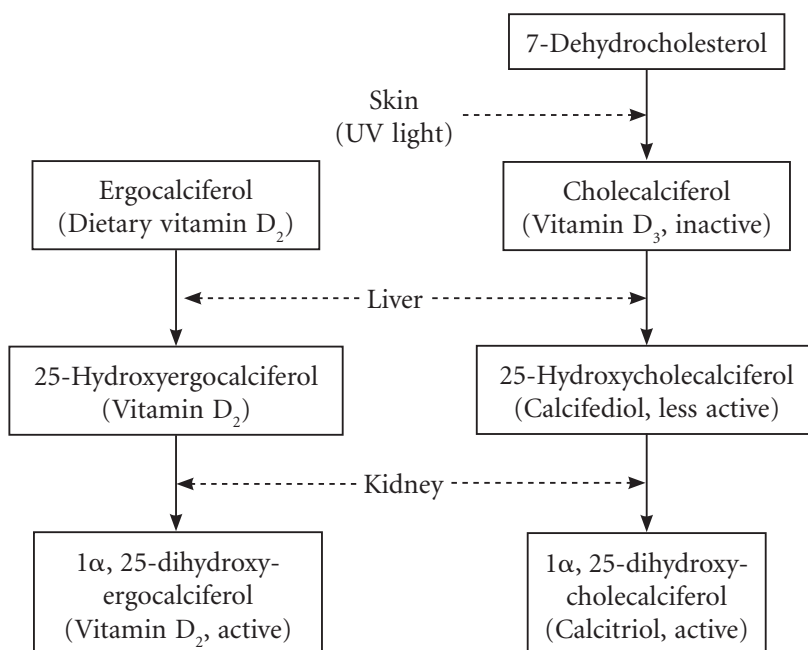 7-Dehydrocholesterol
Skin
(UV light)
Ergocalciferol
(Dietary vitamin D₂)
Cholecalciferol
(Vitamin D₃, inactive)
Liver
25-Hydroxyergocalciferol
(Vitamin D₂)
25-Hydroxycholecalciferol
(Calcifediol, less active)
Kidney
1α, 25-dihydroxy-
ergocalciferol
(Vitamin D₂, active)
1α, 25-dihydroxy-
cholecalciferol
(Calcitriol, active)